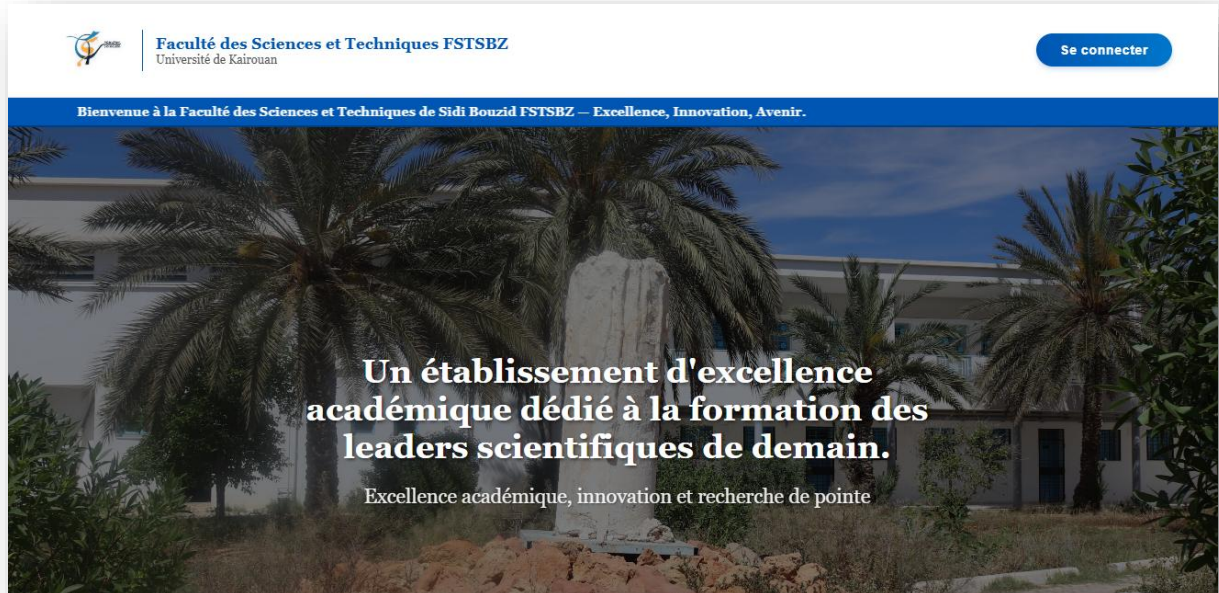 Faculté des Sciences et Techniques FSTSBZ
Université de Kairouan
Se connecter
Bienvenue à la Faculté des Sciences et Techniques de Sidi Bouzid FSTSBZ — Excellence, Innovation, Avenir.
Un établissement d'excellence
académique dédié à la formation des
leaders scientifiques de demain.
Excellence académique, innovation et recherche de pointe